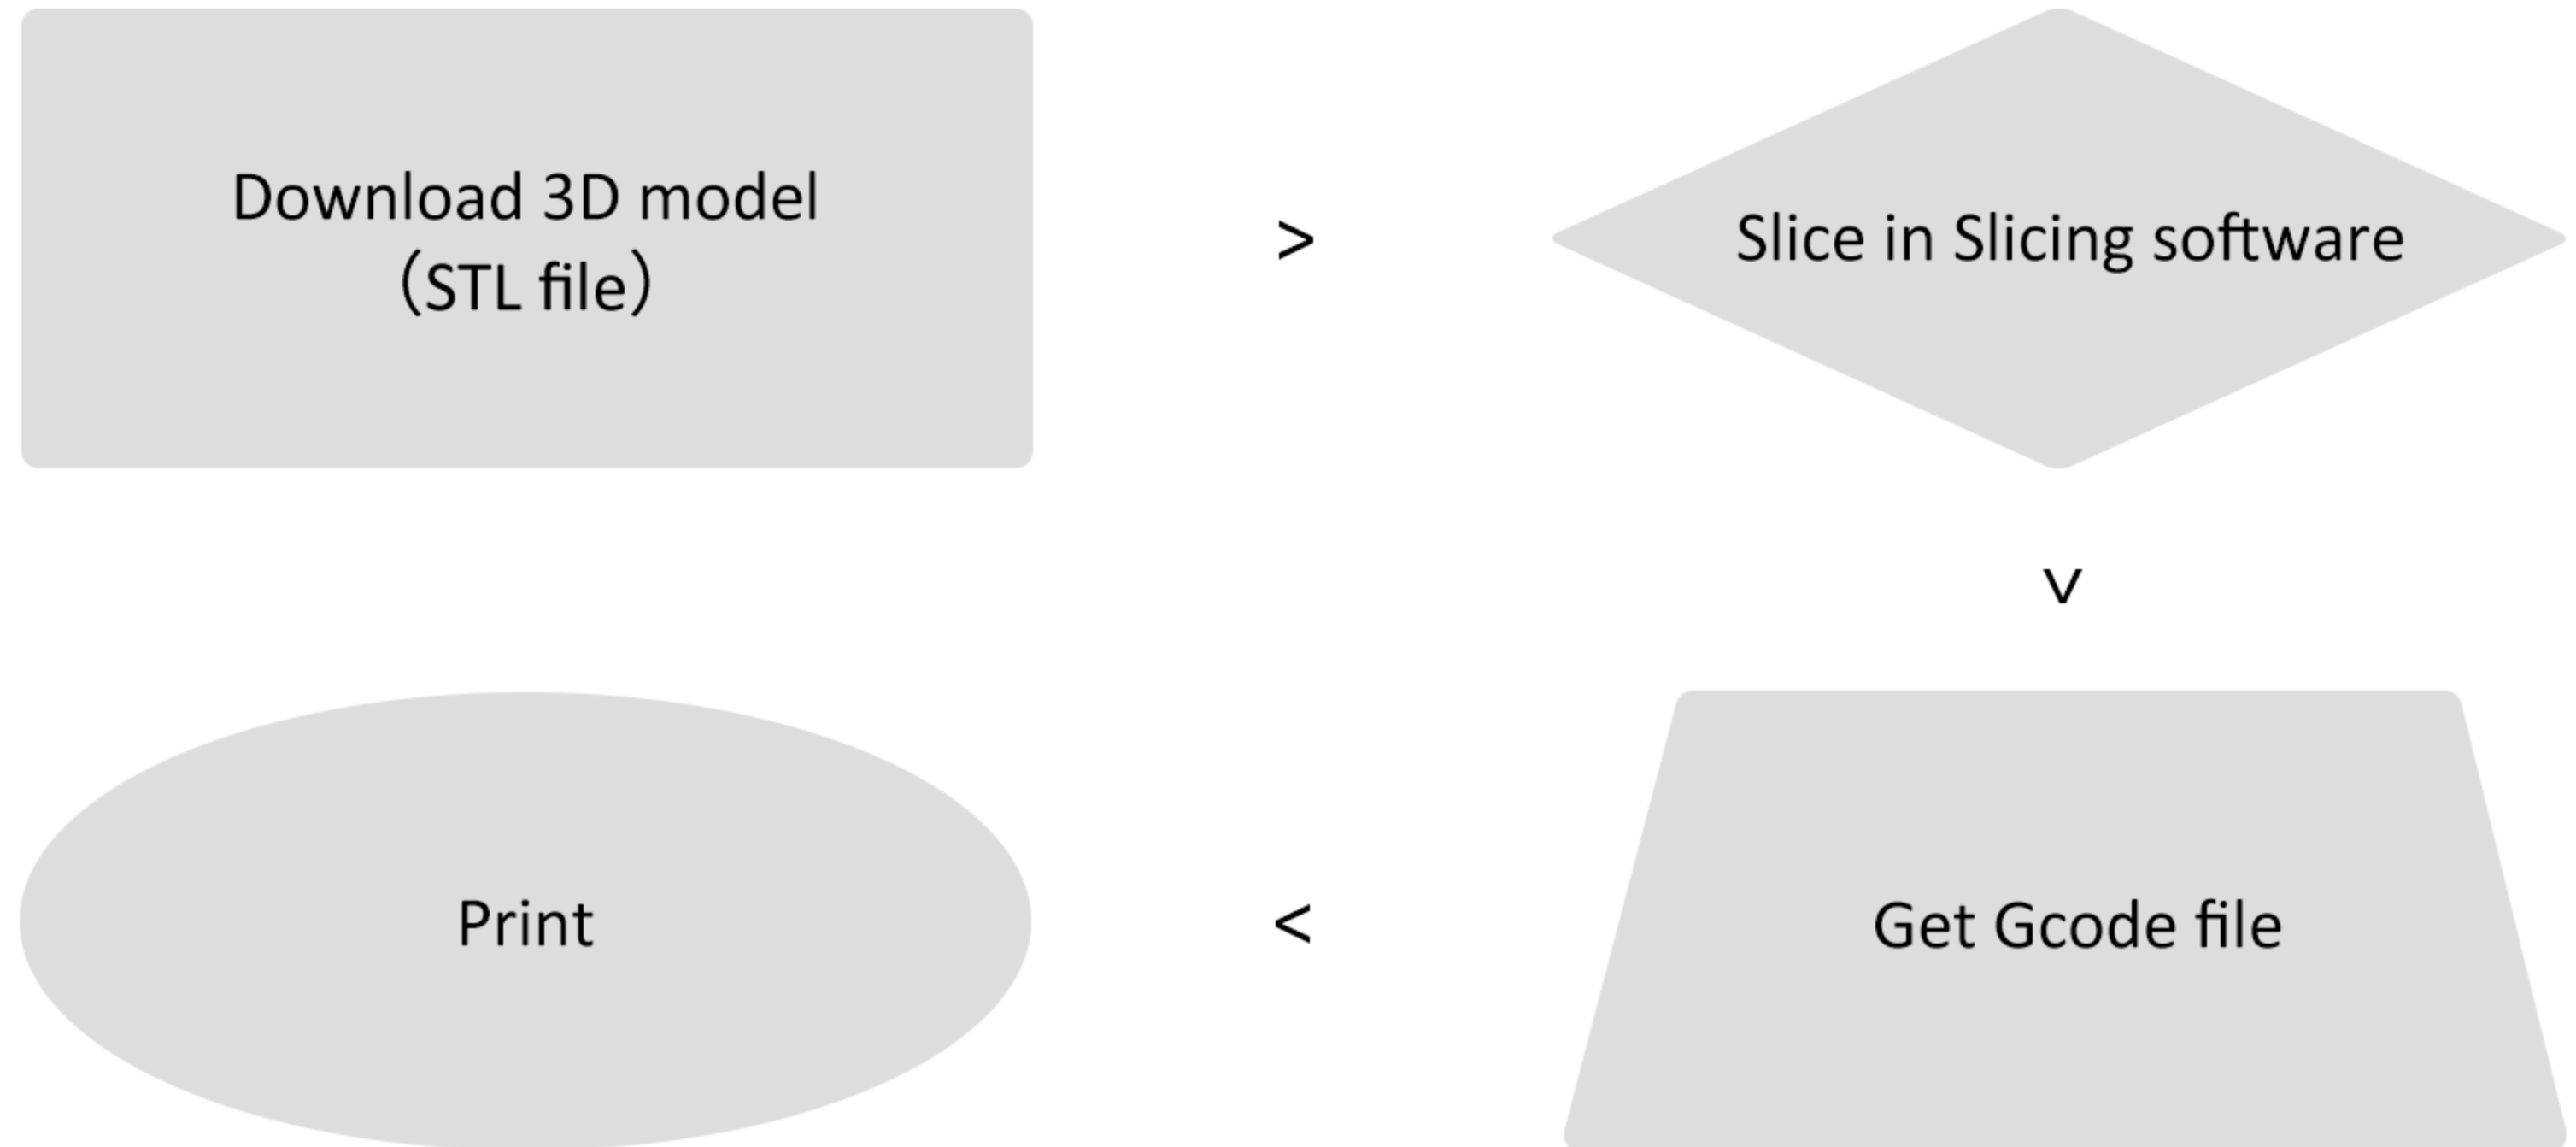 Download 3D model
（STL file）
>
Slice in Slicing software
v
Get Gcode file
<
Print